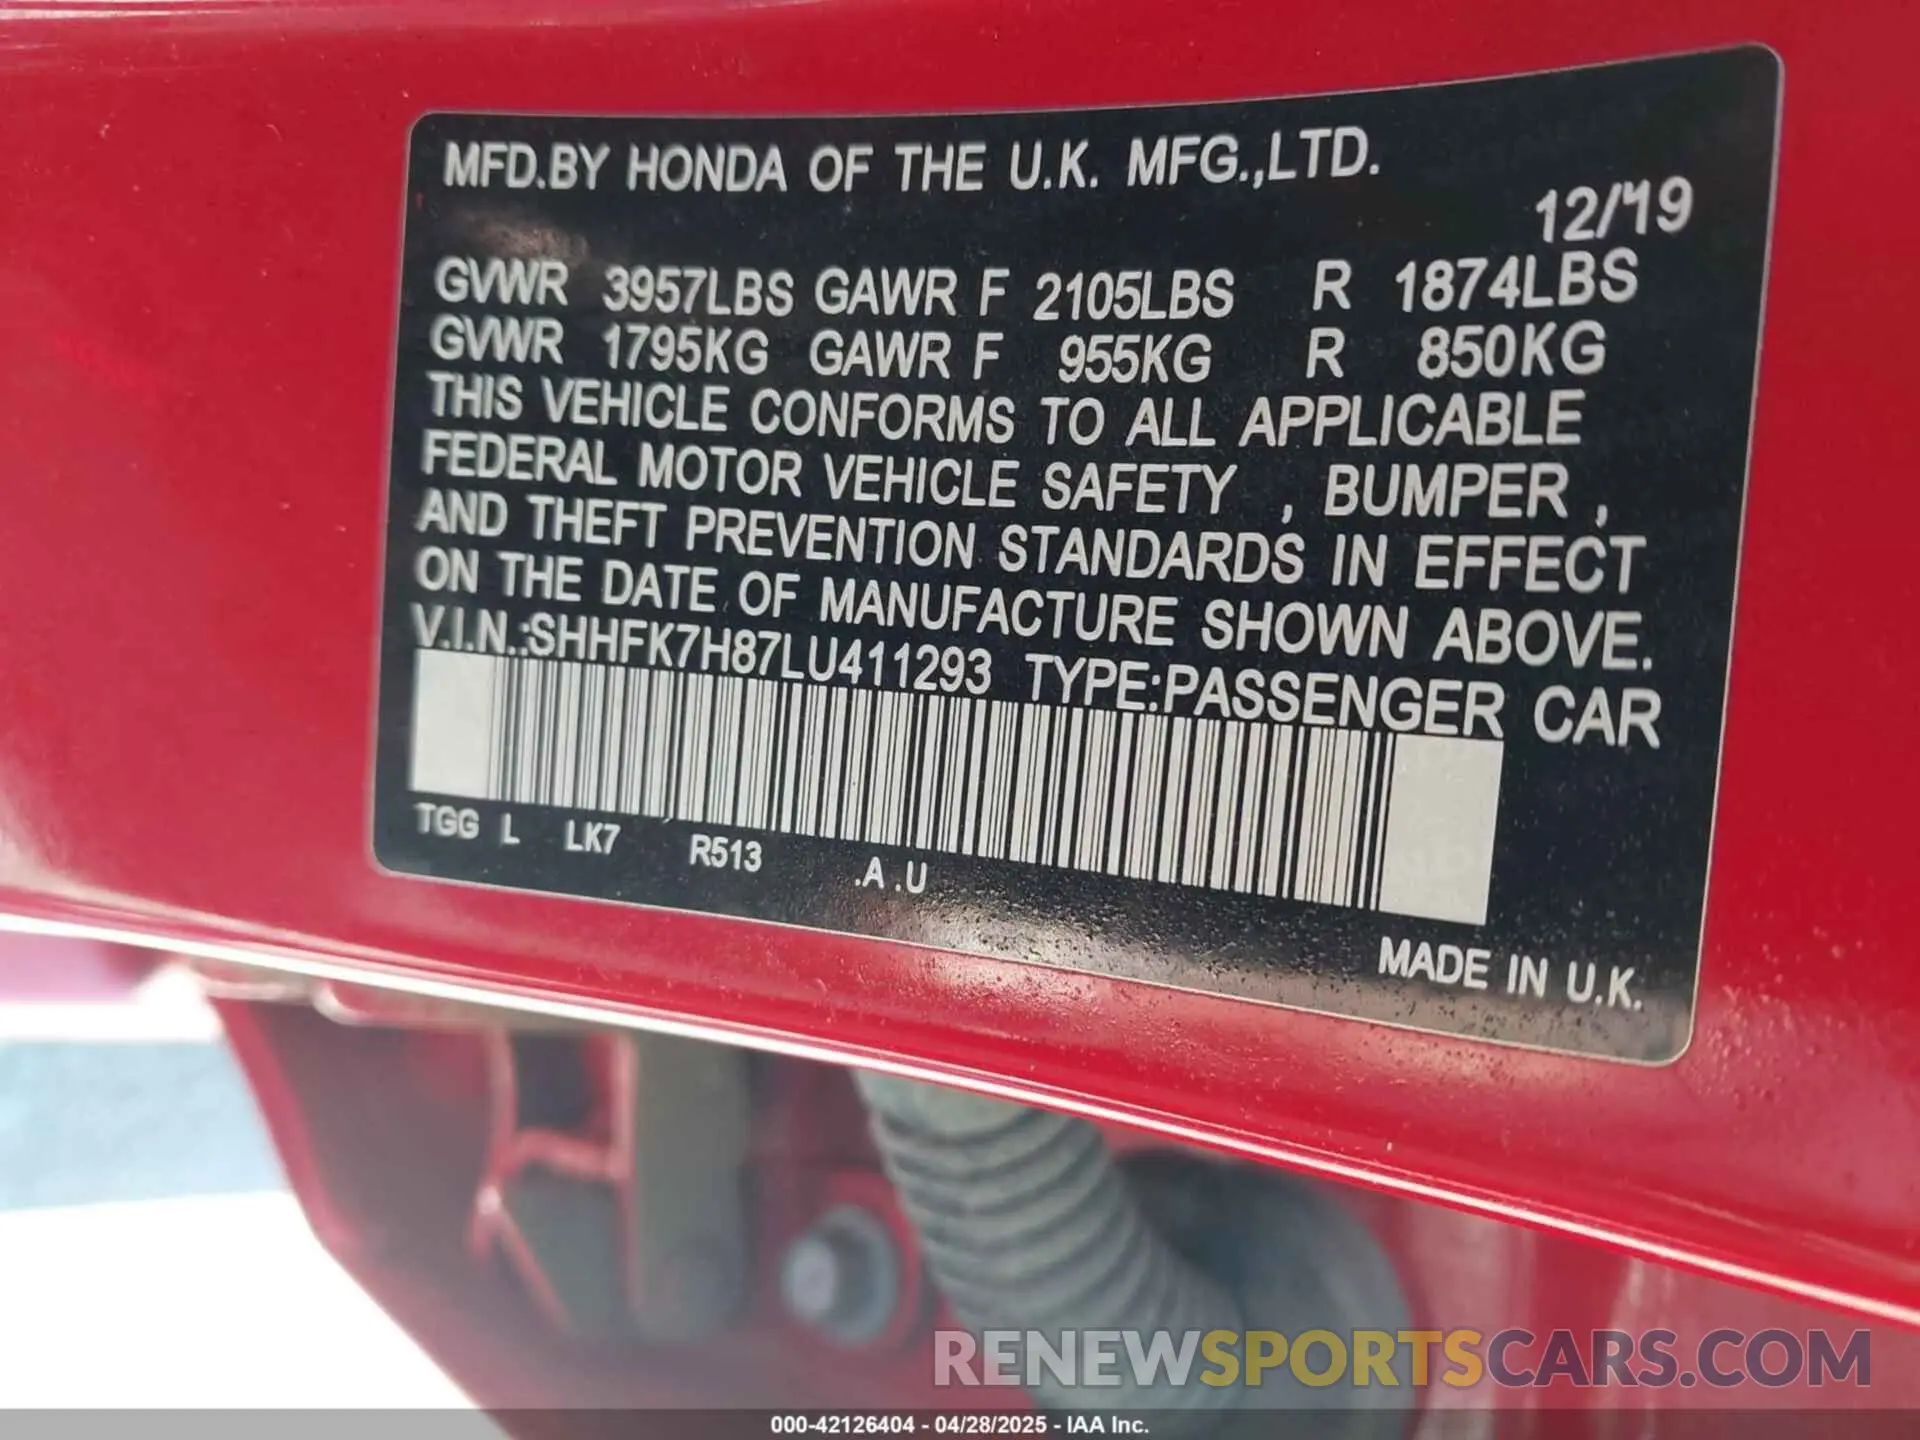 MFD.BY HONDA OF THE U.K. MFG.,LTD.
12/19
GVWR 3957LBS GAWR F 2105LBS R 1874LBS
GVWR 1795KG GAWR F 955KG R 850KG
THIS VEHICLE CONFORMS TO ALL APPLICABLE
FEDERAL MOTOR VEHICLE SAFETY , BUMPER ,
AND THEFT PREVENTION STANDARDS IN EFFECT
ON THE DATE OF MANUFACTURE SHOWN ABOVE.
V.I.N.:SHHFK7H87LU411293 TYPE:PASSENGER CAR
TGG L LK7 R513 .A .U
MADE IN U.K.
RENEWSPORTSCARS.COM
000-42126404 - 04/28/2025 - IAA Inc.